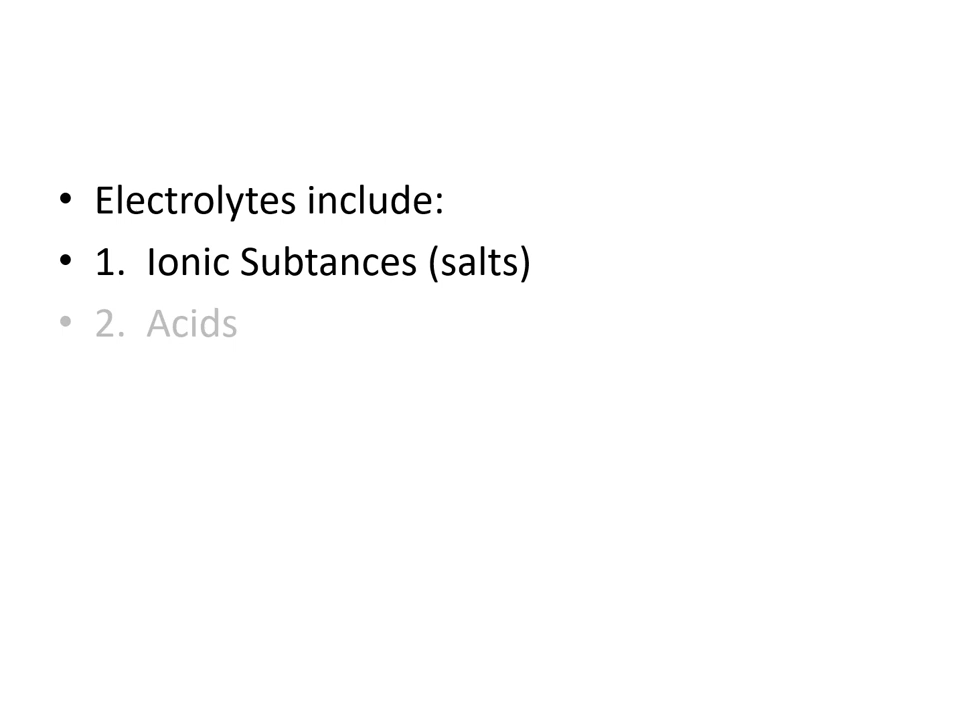 • Electrolytes include:
• 1.  Ionic Subtances (salts)
• 2.  Acids